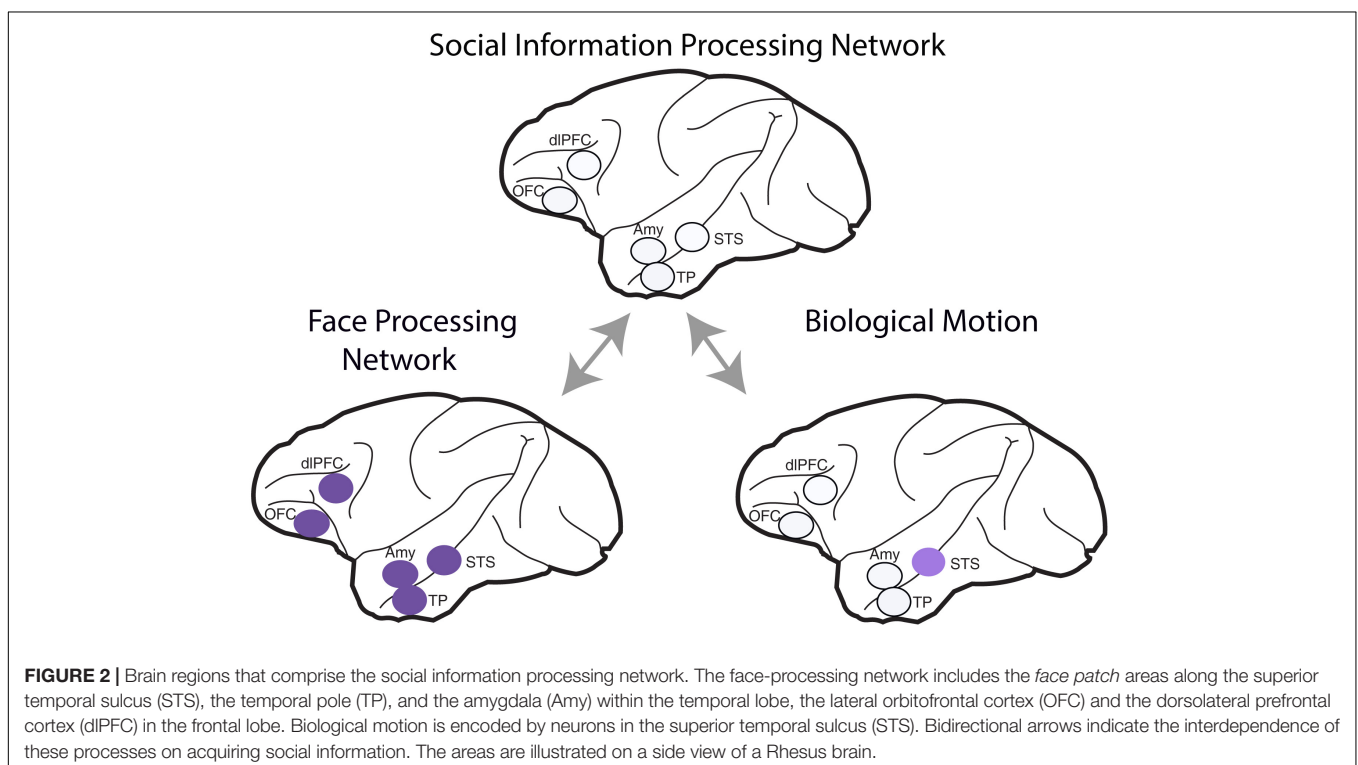 Social Information Processing Network
dlPFC
OFC
Amy
STS
TP
Face Processing
Network
Biological Motion
dlPFC
OFC
Amy
STS
TP
dlPFC
OFC
Amy
STS
TP
FIGURE 2 | Brain regions that comprise the social information processing network. The face-processing network includes the face patch areas along the superior
temporal sulcus (STS), the temporal pole (TP), and the amygdala (Amy) within the temporal lobe, the lateral orbitofrontal cortex (OFC) and the dorsolateral prefrontal
cortex (dlPFC) in the frontal lobe. Biological motion is encoded by neurons in the superior temporal sulcus (STS). Bidirectional arrows indicate the interdependence of
these processes on acquiring social information. The areas are illustrated on a side view of a Rhesus brain.